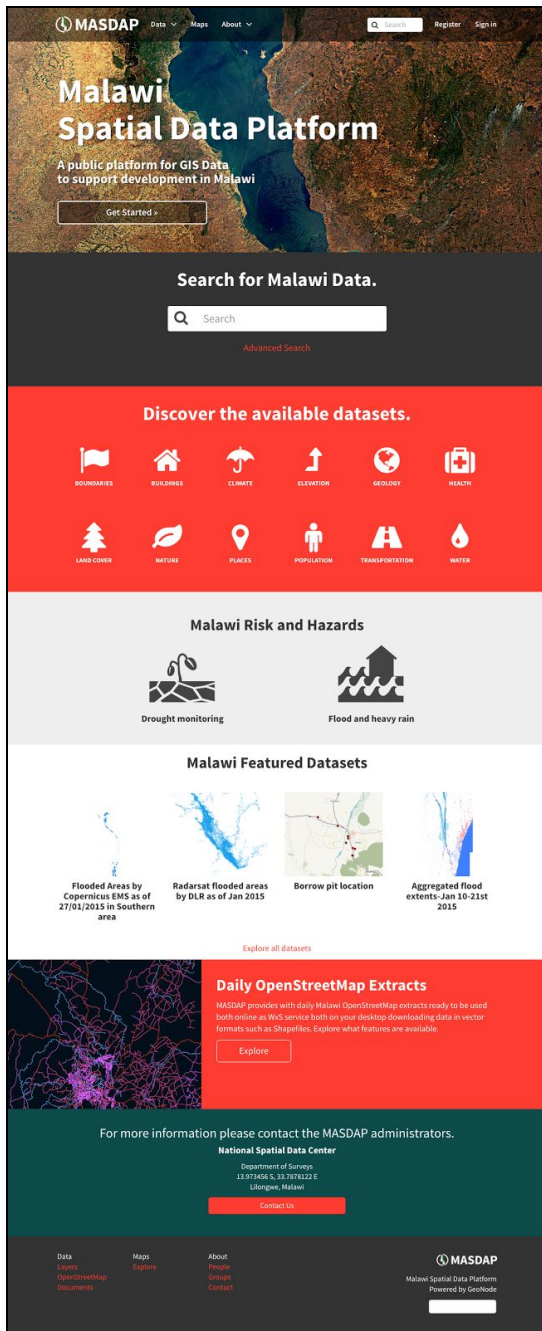 MASDAP Data Maps About Search Register Sign in
Malawi
Spatial Data Platform
A public platform for GIS Data
to support development in Malawi
Get Started »
Search for Malawi Data.
Search
Advanced Search
Discover the available datasets.
BOUNDARIES BUILDINGS CLIMATE ELEVATION GEOLOGY HEALTH
LAND COVER NATURE PLACES POPULATION TRANSPORTATION WATER
Malawi Risk and Hazards
Drought monitoring Flood and heavy rain
Malawi Featured Datasets
Flooded Areas by
Copernicus EMS as of
27/01/2015 in Southern
area
Radarsat flooded areas
by DLR as of Jan 2015
Borrow pit location
Aggregated flood
extents-Jan 10-21st
2015
Explore all datasets
Daily OpenStreetMap Extracts
MASDAP provides with daily Malawi OpenStreetMap extracts ready to be used
both online as WxS service both on your desktop downloading data in vector
formats such as Shapefiles. Explore what features are available.
Explore
For more information please contact the MASDAP administrators.
National Spatial Data Center
Department of Surveys
13.973456 S, 33.7878122 E
Lilongwe, Malawi
Contact Us
Data
Layers
OpenStreetMap
Documents
Maps
Explore
About
People
Groups
Contact
MASDAP
Malawi Spatial Data Platform
Powered by GeoNode